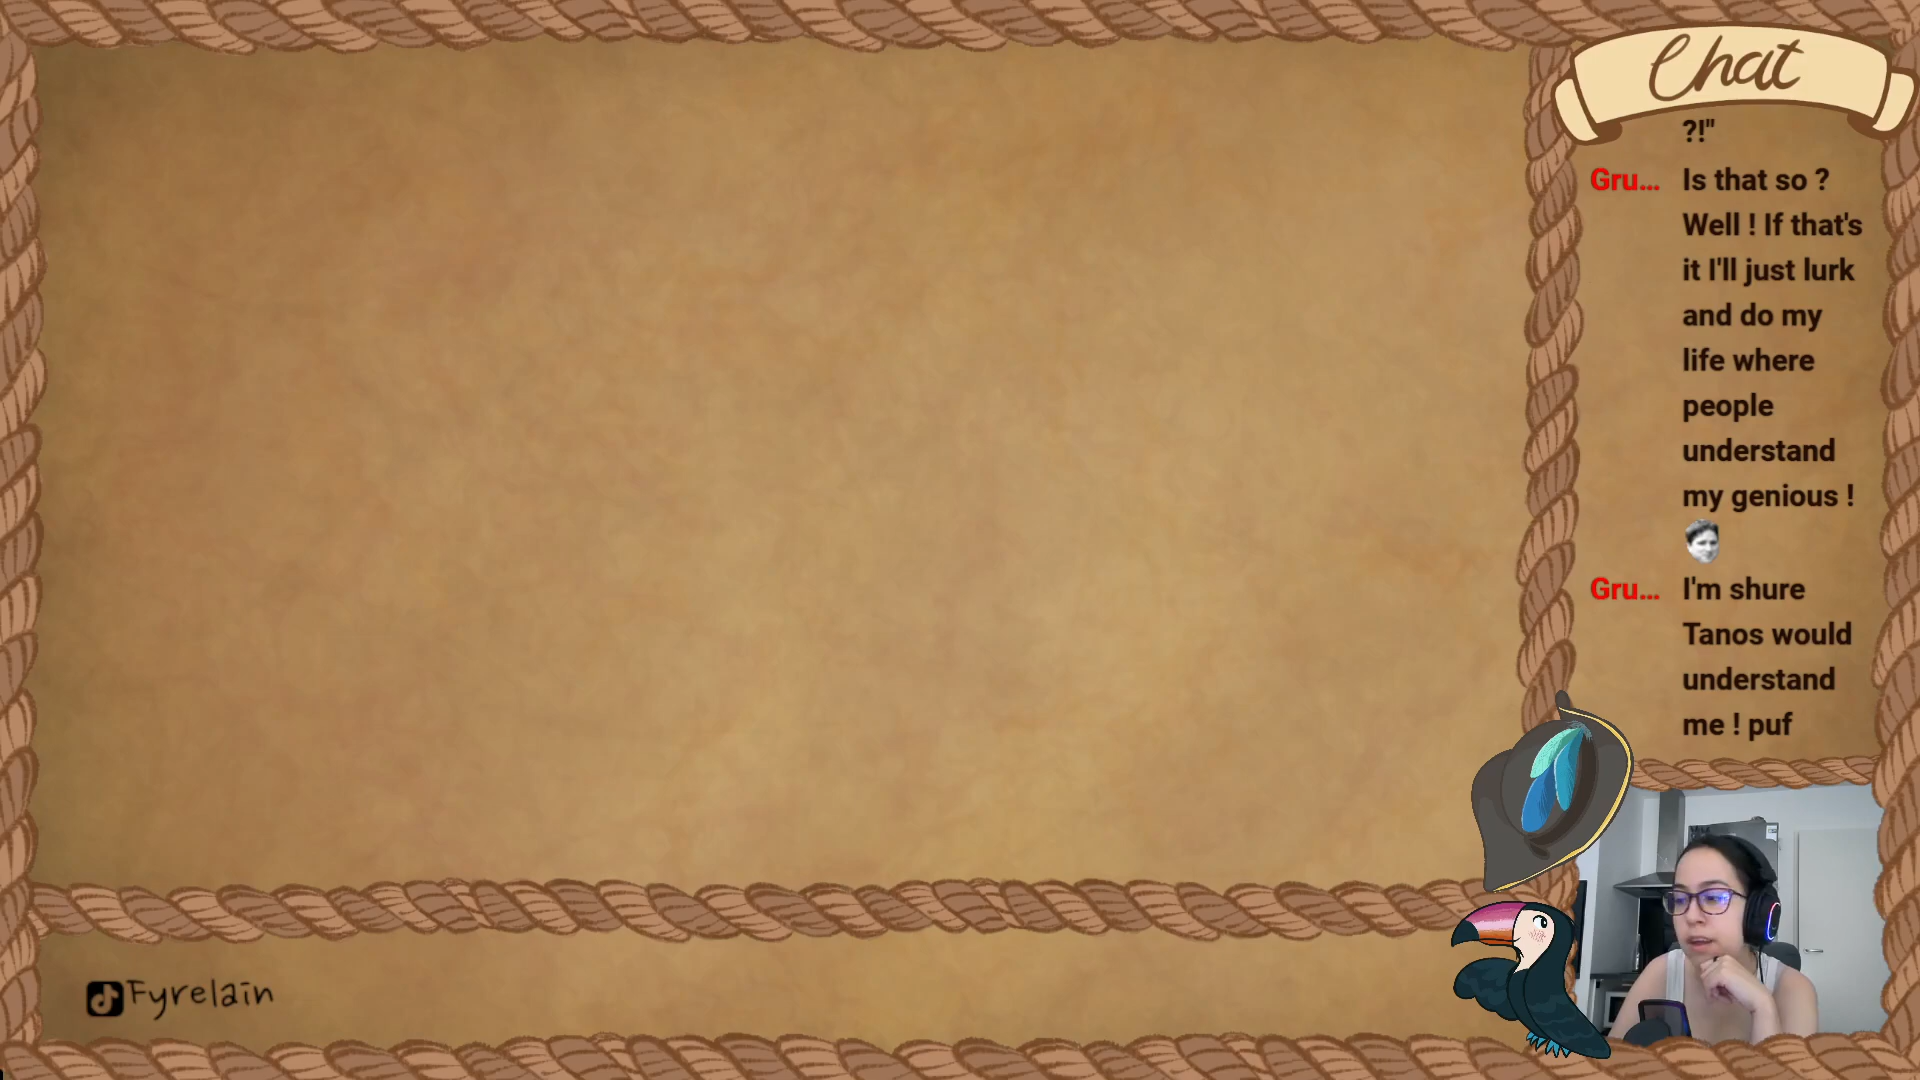 Chat
?!"
Gru... Is that so ?
Well ! If that's
it I'll just lurk
and do my
life where
people
understand
my genious !
Gru... I'm shure
Tanos would
understand
me ! puf
Fyrelain